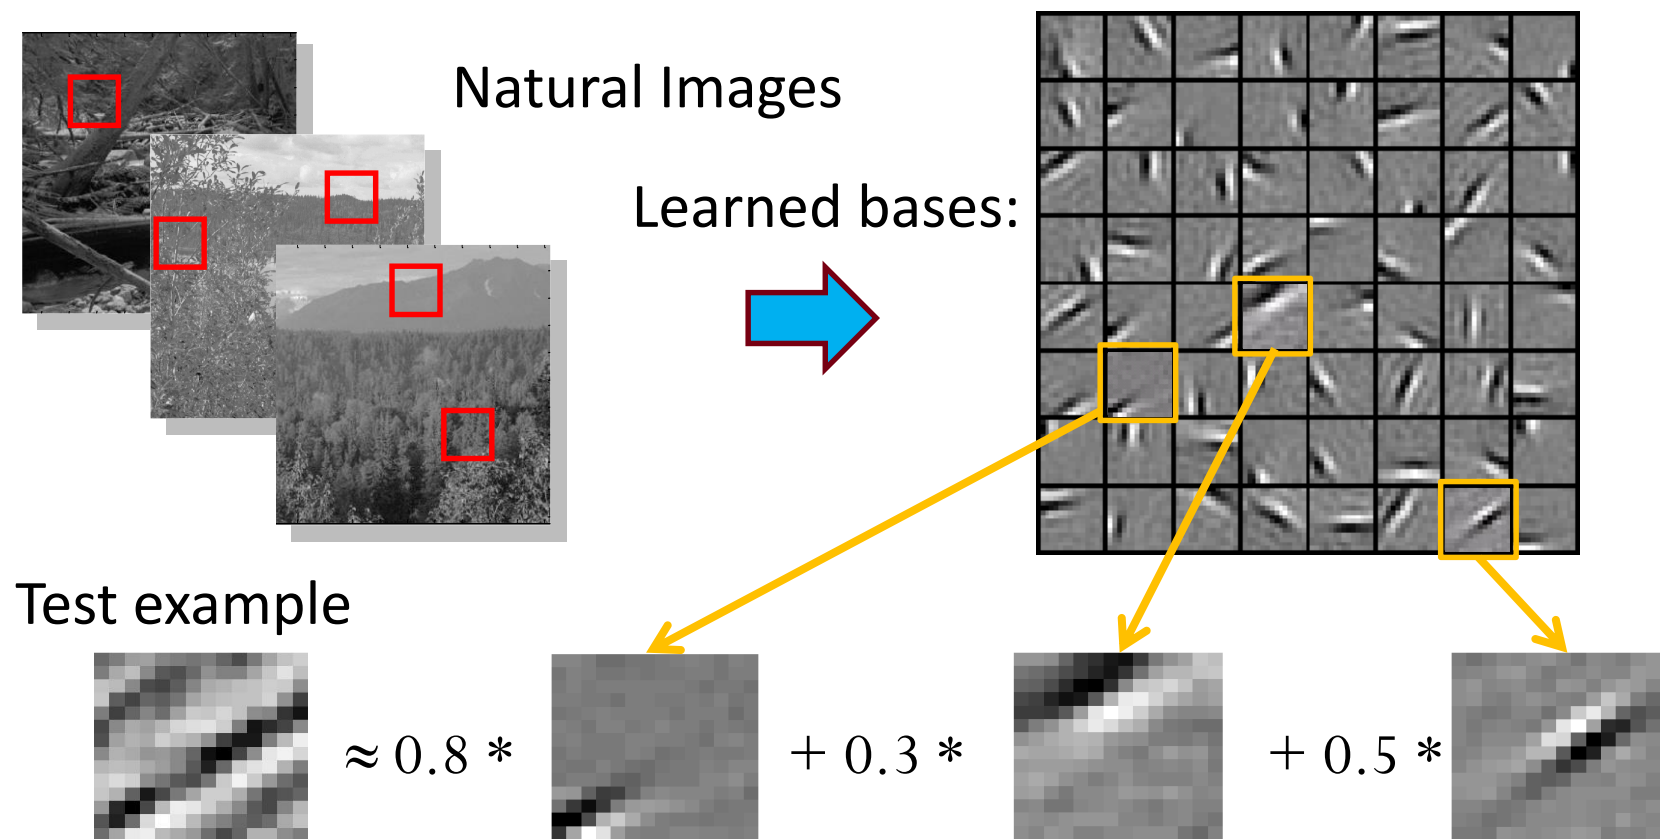 Natural Images
Learned bases:
Test example
≈ 0.8 * + 0.3 * + 0.5 *